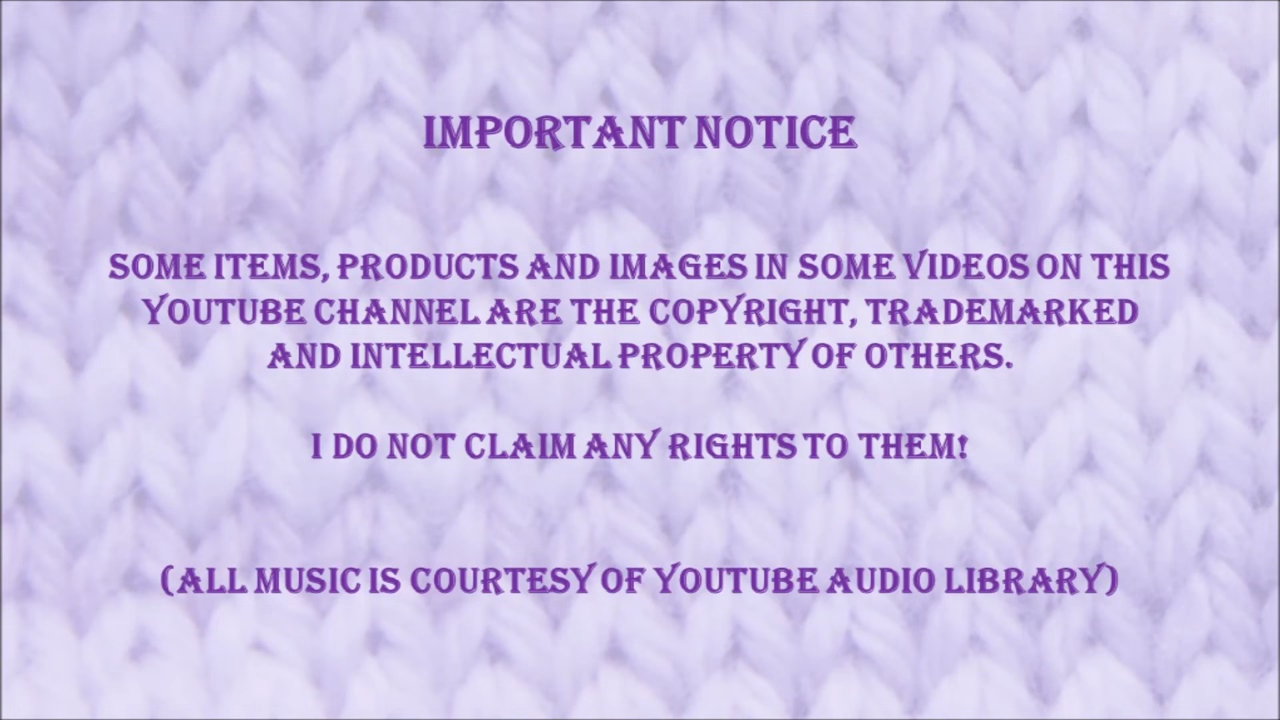 IMPORTANT NOTICE
SOME ITEMS, PRODUCTS AND IMAGES IN SOME VIDEOS ON THIS
YOUTUBE CHANNEL ARE THE COPYRIGHT, TRADEMARKED
AND INTELLECTUAL PROPERTY OF OTHERS.
I DO NOT CLAIM ANY RIGHTS TO THEM!
(ALL MUSIC IS COURTESY OF YOUTUBE AUDIO LIBRARY)